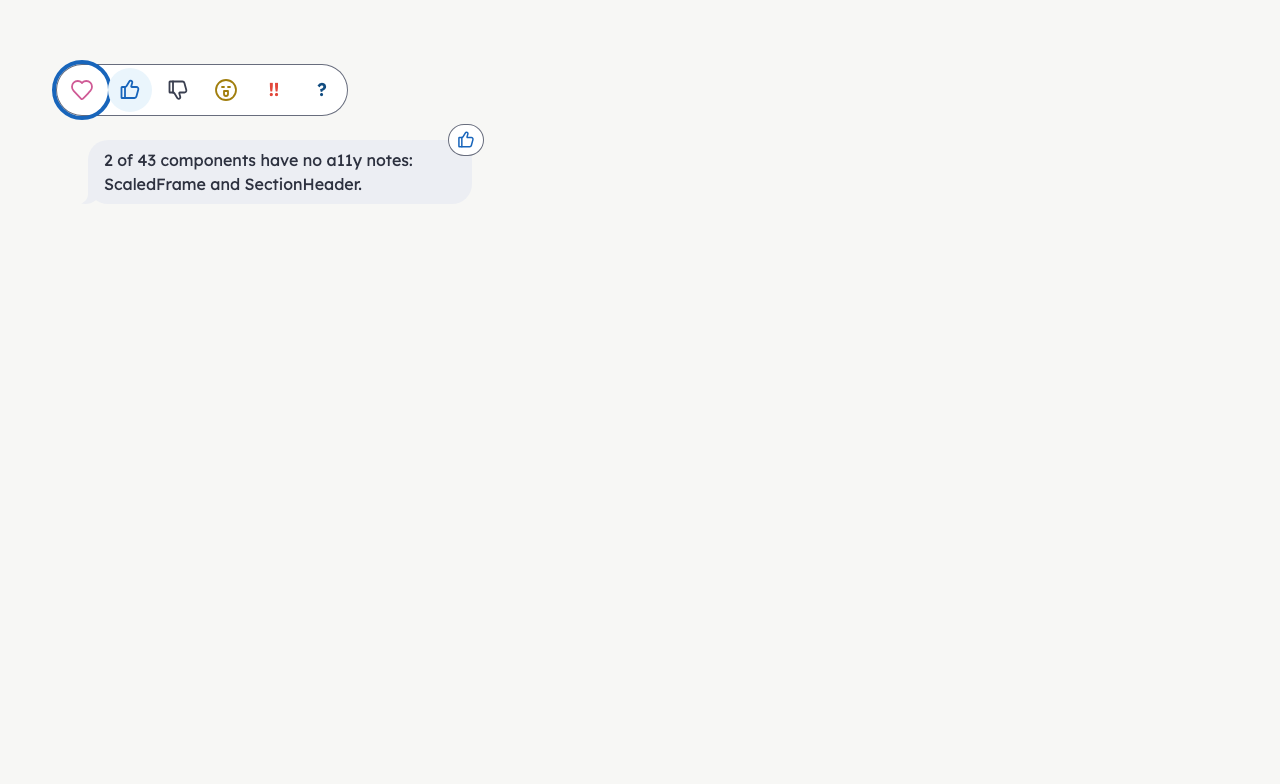 ‼ ?
2 of 43 components have no a11y notes:
ScaledFrame and SectionHeader.